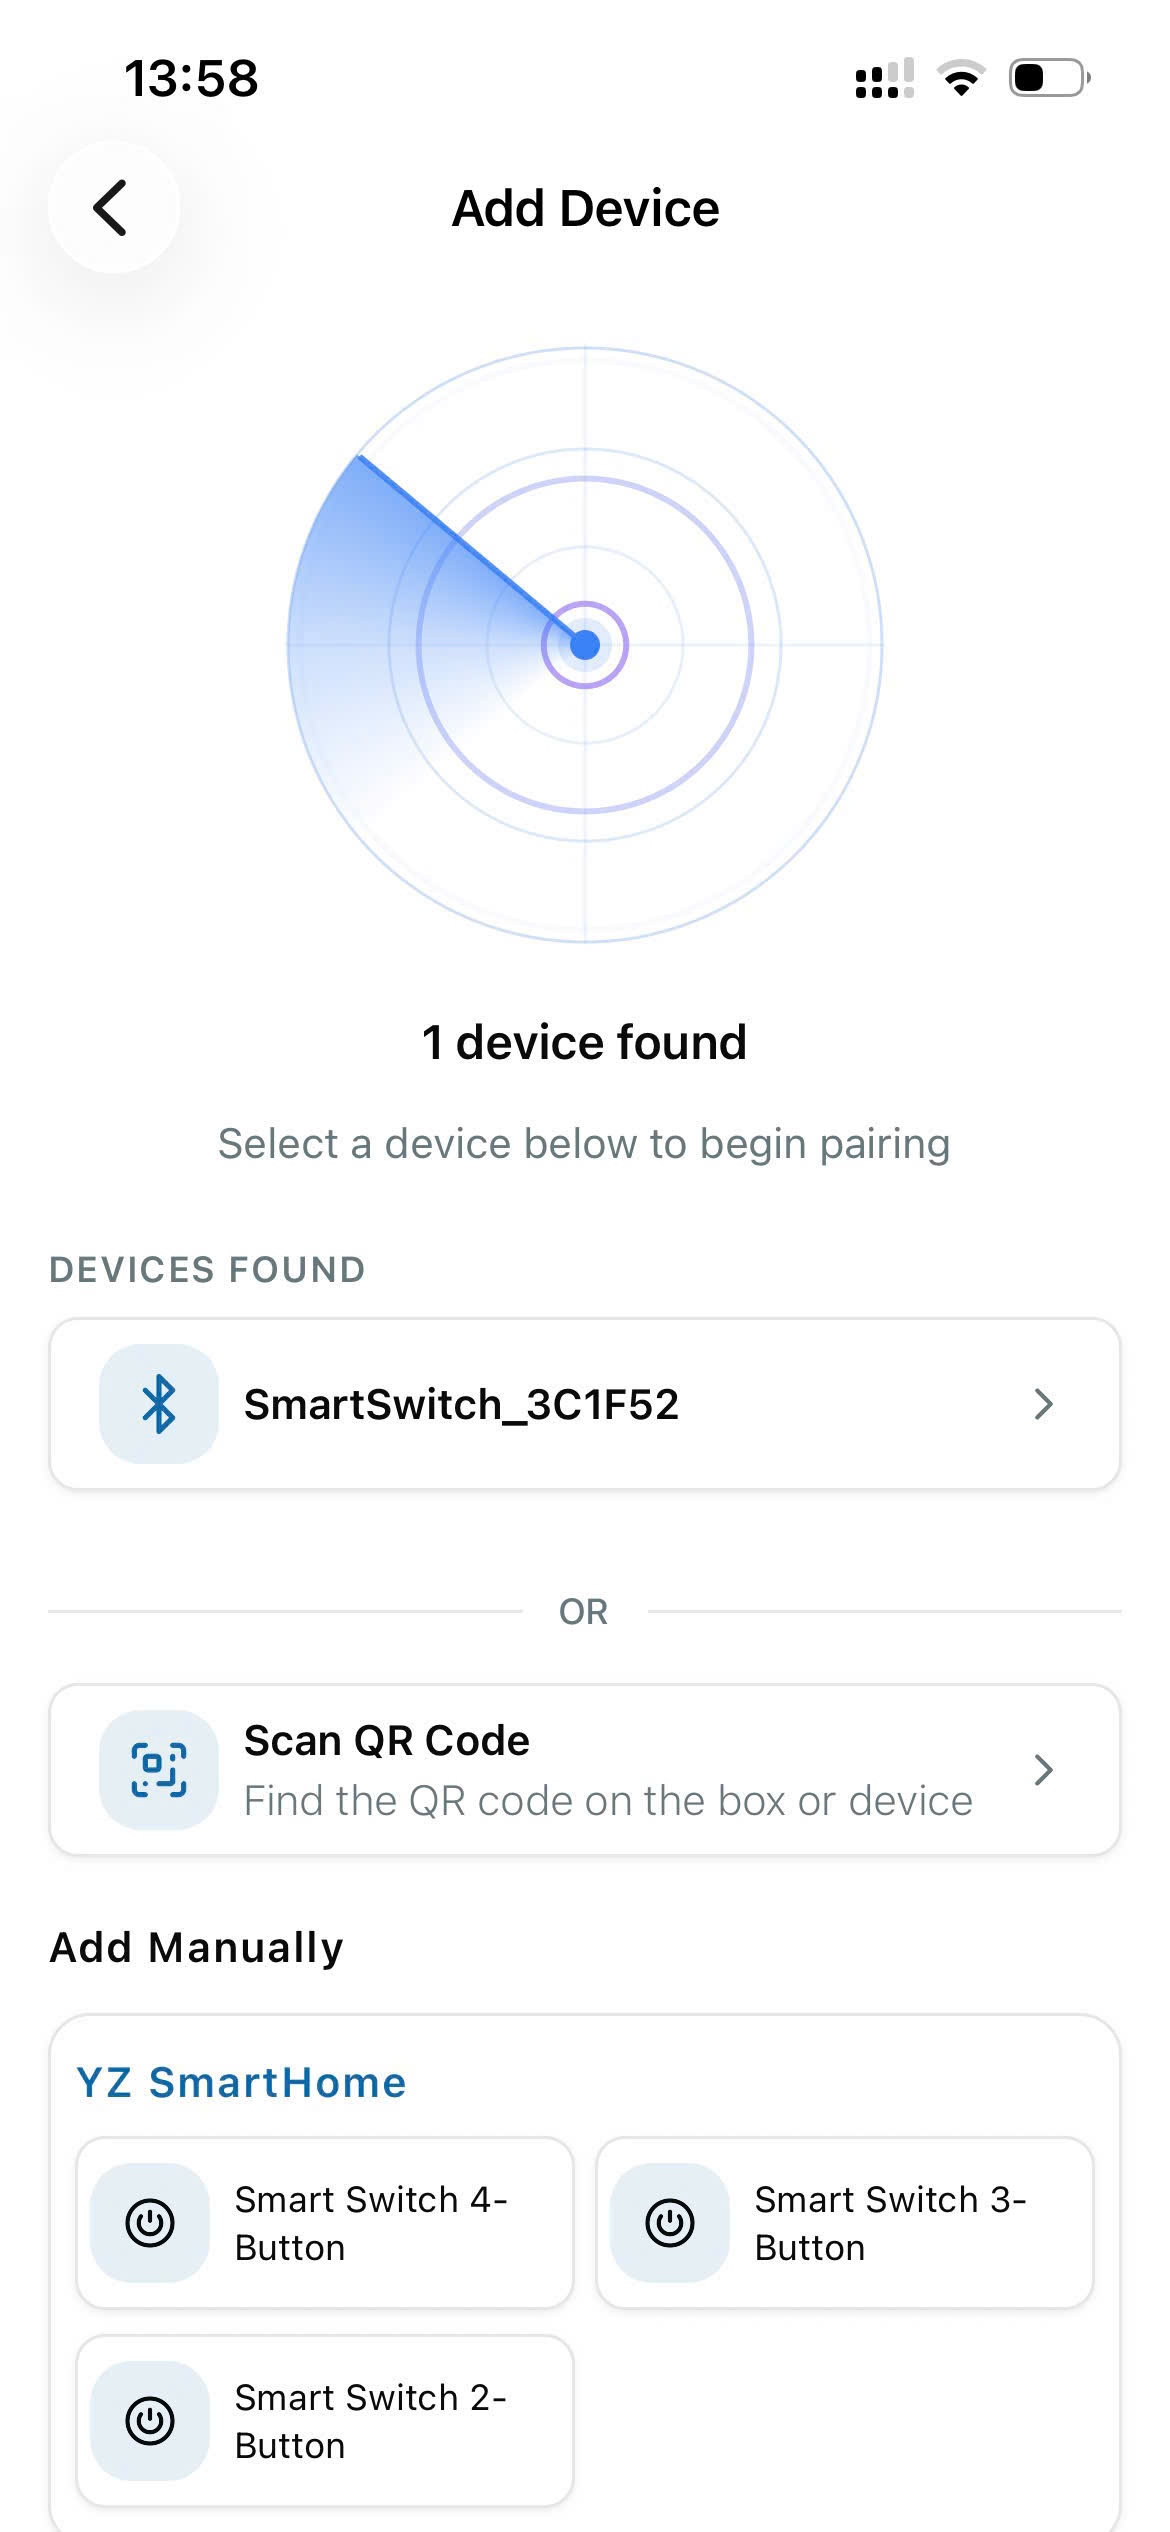 13:58
Add Device
1 device found
Select a device below to begin pairing
DEVICES FOUND
SmartSwitch_3C1F52
OR
Scan QR Code
Find the QR code on the box or device
Add Manually
YZ SmartHome
Smart Switch 4-
Button
Smart Switch 3-
Button
Smart Switch 2-
Button